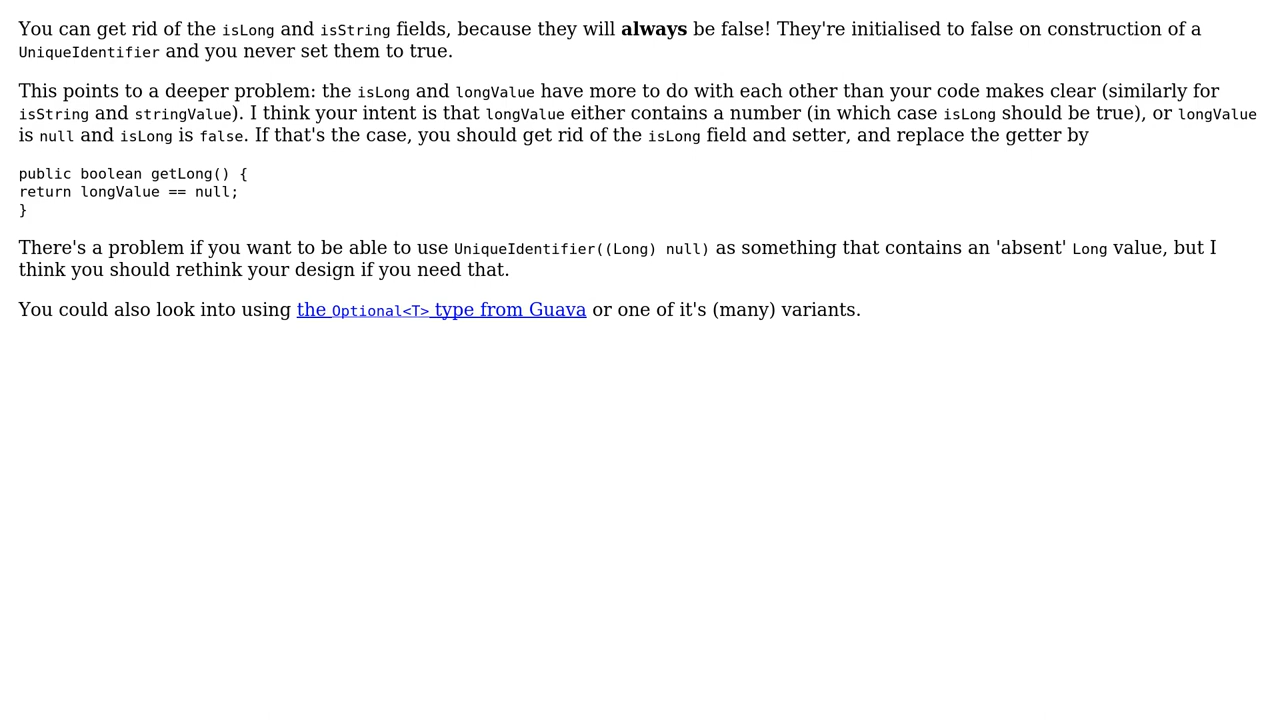 You can get rid of the isLong and isString fields, because they will always be false! They're initialised to false on construction of a
UniqueIdentifier and you never set them to true.
This points to a deeper problem: the isLong and longValue have more to do with each other than your code makes clear (similarly for
isString and stringValue). I think your intent is that longValue either contains a number (in which case isLong should be true), or longValue
is null and isLong is false. If that's the case, you should get rid of the isLong field and setter, and replace the getter by
public boolean getLong() {
return longValue == null;
}
There's a problem if you want to be able to use UniqueIdentifier((Long) null) as something that contains an 'absent' Long value, but I
think you should rethink your design if you need that.
You could also look into using the Optional<T> type from Guava or one of it's (many) variants.